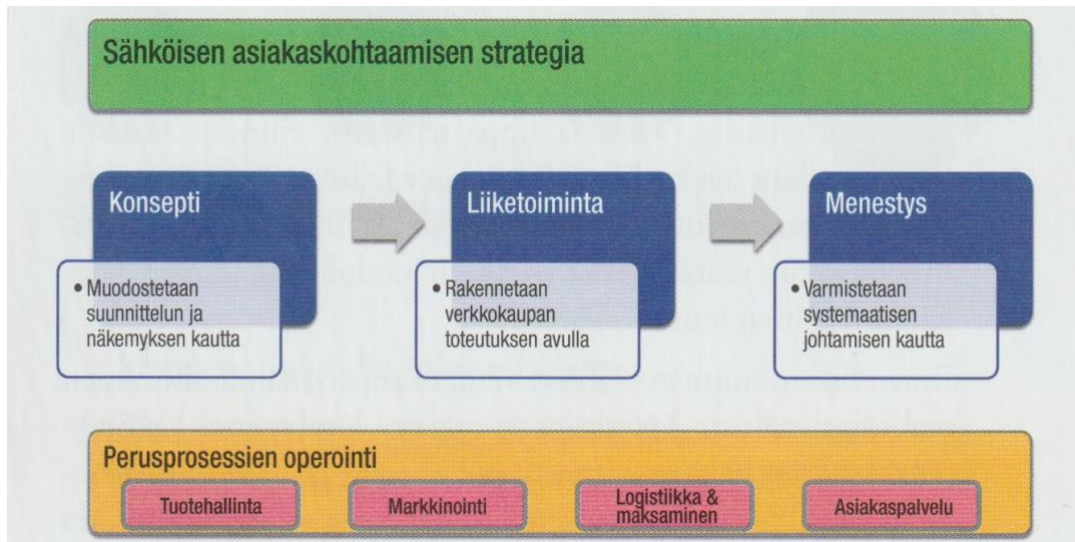 Sähköisen asiakaskohtaamisen strategia
Konsepti
• Muodostetaan
suunnittelun ja
näkemyksen kautta
Liiketoiminta
• Rakennetaan
verkkokaupan
toteutuksen avulla
Menestys
• Varmistetaan
systemaattisen
johtamisen kautta
Perusprosessien operointi
Tuotehallinta
Markkinointi
Logistiikka &
maksaminen
Asiakaspalvelu